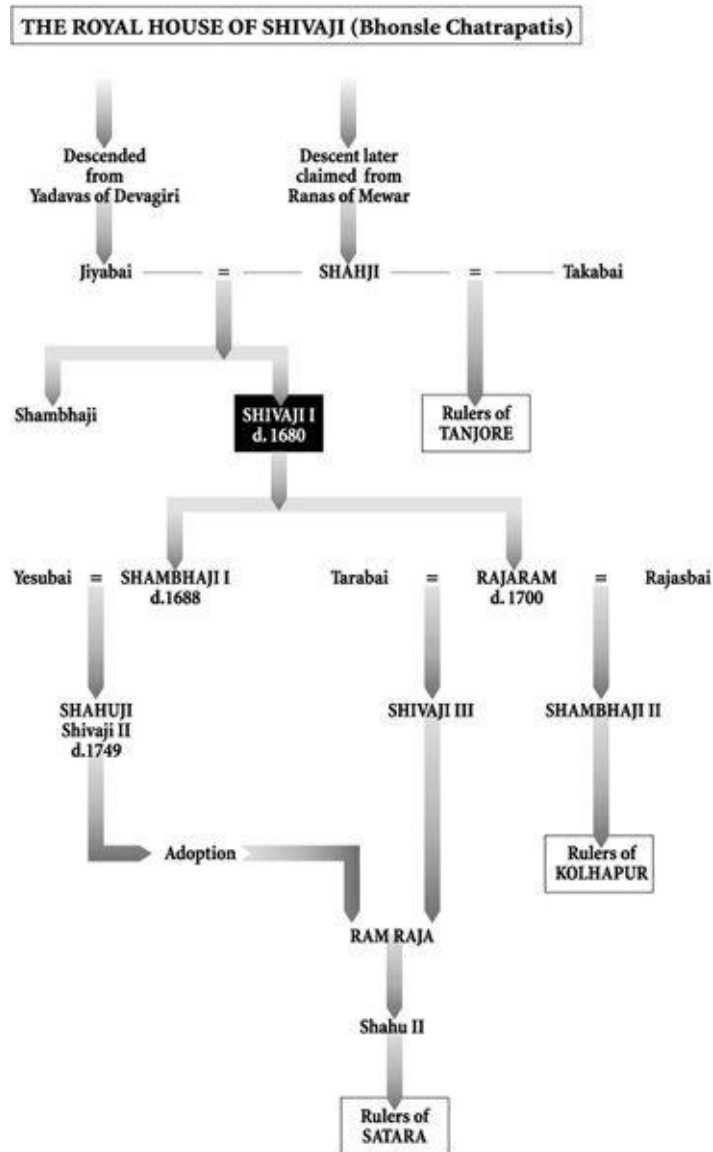 THE ROYAL HOUSE OF SHIVAJI (Bhonsle Chatrapatis)
Descended
from
Yadavas of Devagiri
Descent later
claimed from
Ranas of Mewar
Jiyabai = SHAHJI = Takabai
Shambhaji
SHIVAJI I
d. 1680
Rulers of
TANJORE
Yesubai = SHAMBHAJI I
d.1688
Tarabai = RAJARAM = Rajasbai
d. 1700
SHAHUJI
Shivaji II
d.1749
SHIVAJI III
SHAMBHAJI II
Adoption
Rulers of
KOLHAPUR
RAM RAJA
Shahu II
Rulers of
SATARA